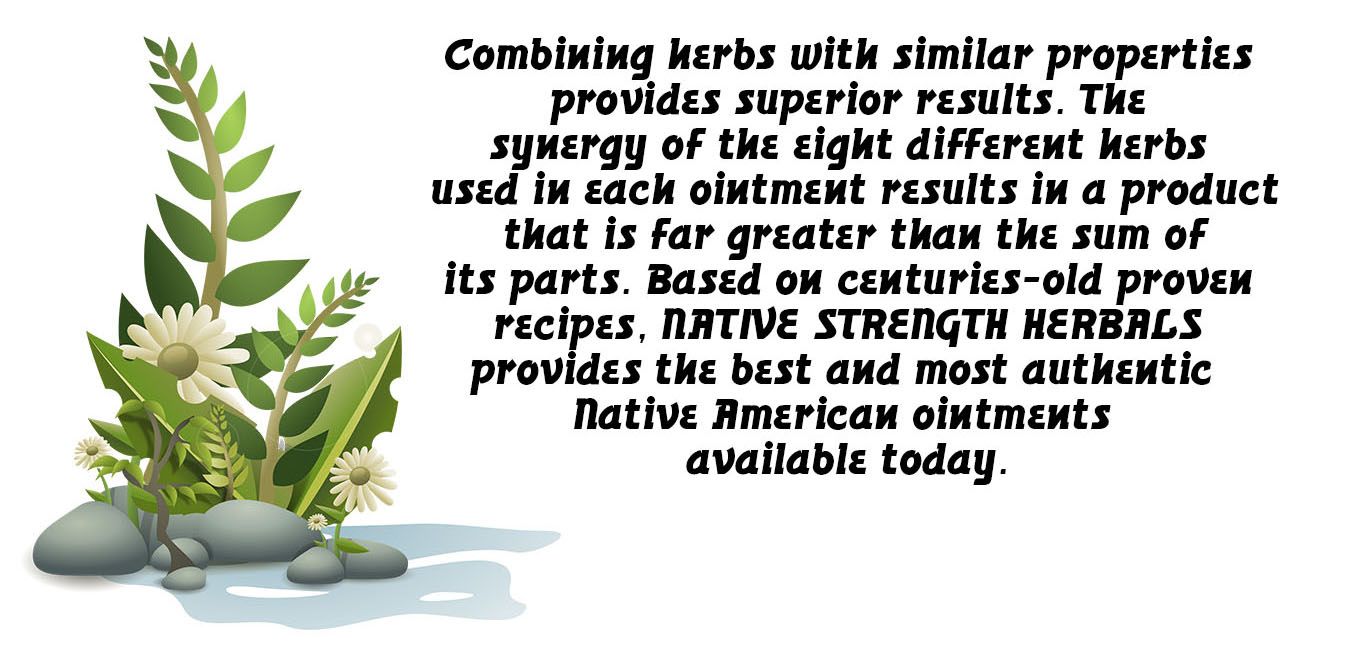 Combining herbs with similar properties
provides superior results. The
synergy of the eight different herbs
used in each ointment results in a product
that is far greater than the sum of
its parts. Based on centuries-old proven
recipes, NATIVE STRENGTH HERBALS
provides the best and most authentic
Native American ointments
available today.